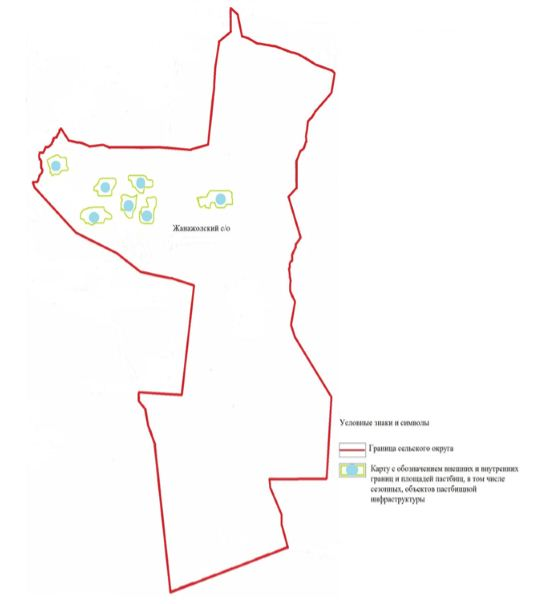 Жанажолский с/о
Условные знаки и символы
Граница сельского округа
Карту с обозначением внешних и внутренних
границ и площадей пастбищ, в том числе
сезонных, объектов пастбищной
инфраструктуры